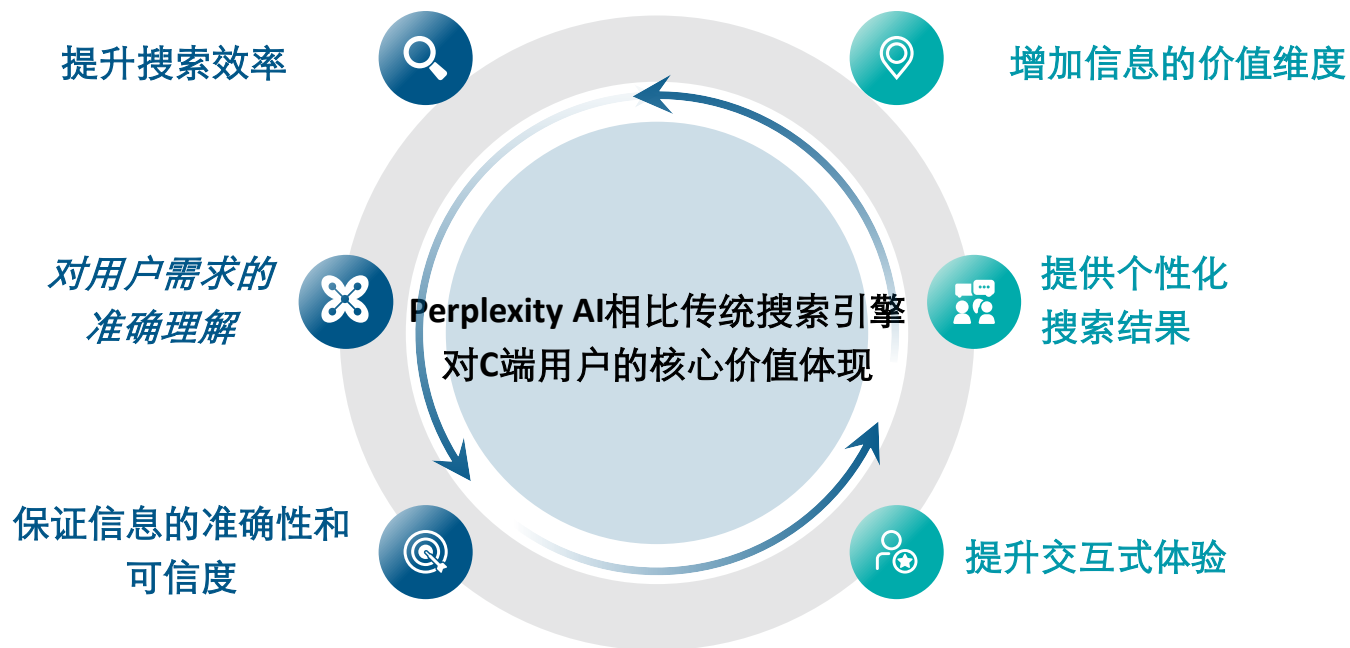 提升搜索效率
增加信息的价值维度
对用户需求的
准确理解
Perplexity AI相比传统搜索引擎
对C端用户的核心价值体现
提供个性化
搜索结果
保证信息的准确性和
可信度
提升交互式体验